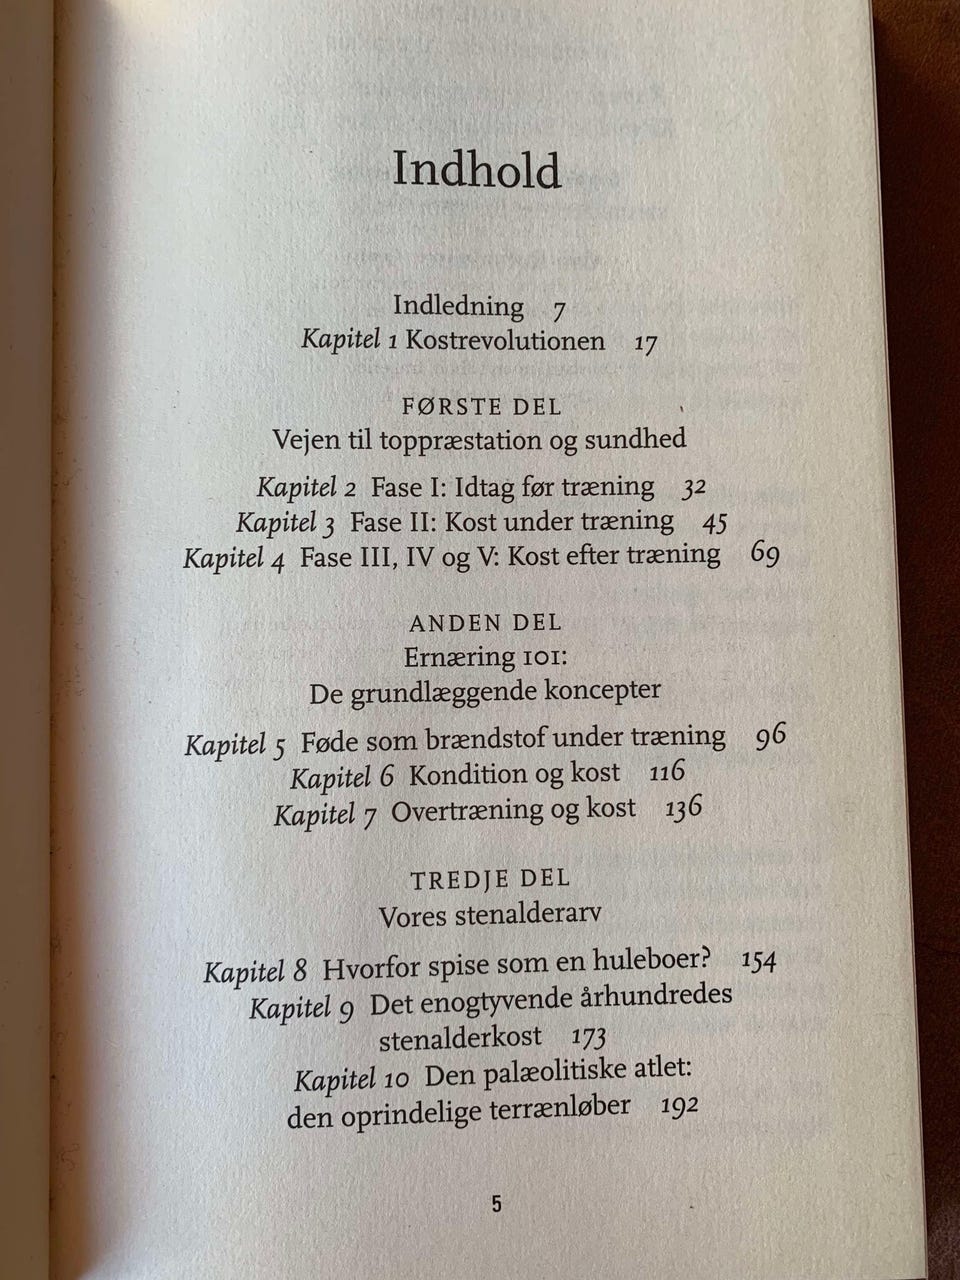 Indhold
Indledning 7
Kapitel 1 Kostrevolutionen 17
FØRSTE DEL
Vejen til toppræstation og sundhed
Kapitel 2 Fase I: Idtag før træning 32
Kapitel 3 Fase II: Kost under træning 45
Kapitel 4 Fase III, IV og V: Kost efter træning 69
ANDEN DEL
Ernæring 101:
De grundlæggende koncepter
Kapitel 5 Føde som brændstof under træning 96
Kapitel 6 Kondition og kost 116
Kapitel 7 Overtræning og kost 136
TREDJE DEL
Vores stenalderarv
Kapitel 8 Hvorfor spise som en huleboer? 154
Kapitel 9 Det enogtyvende århundredes
stenalderkost 173
Kapitel 10 Den palæolitiske atlet:
den oprindelige terrænløber 192
5